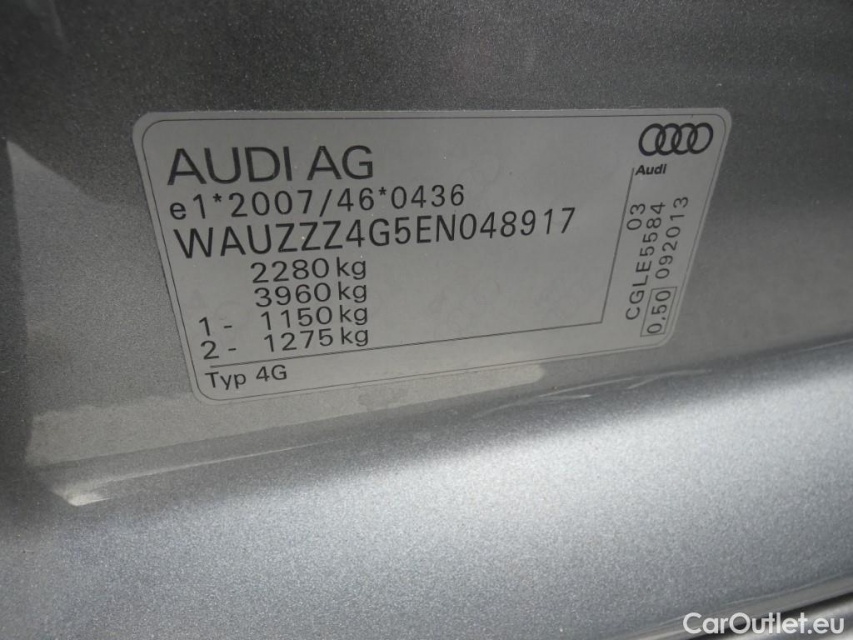 AUDI AG
e1*2007/46*0436
WAUZZZ4G5EN048917
2280 kg
3960 kg
1 - 1150 kg
2 - 1275 kg
Typ 4G
Audi
03
CGLE5584
0,50 092013
CarOutlet.eu